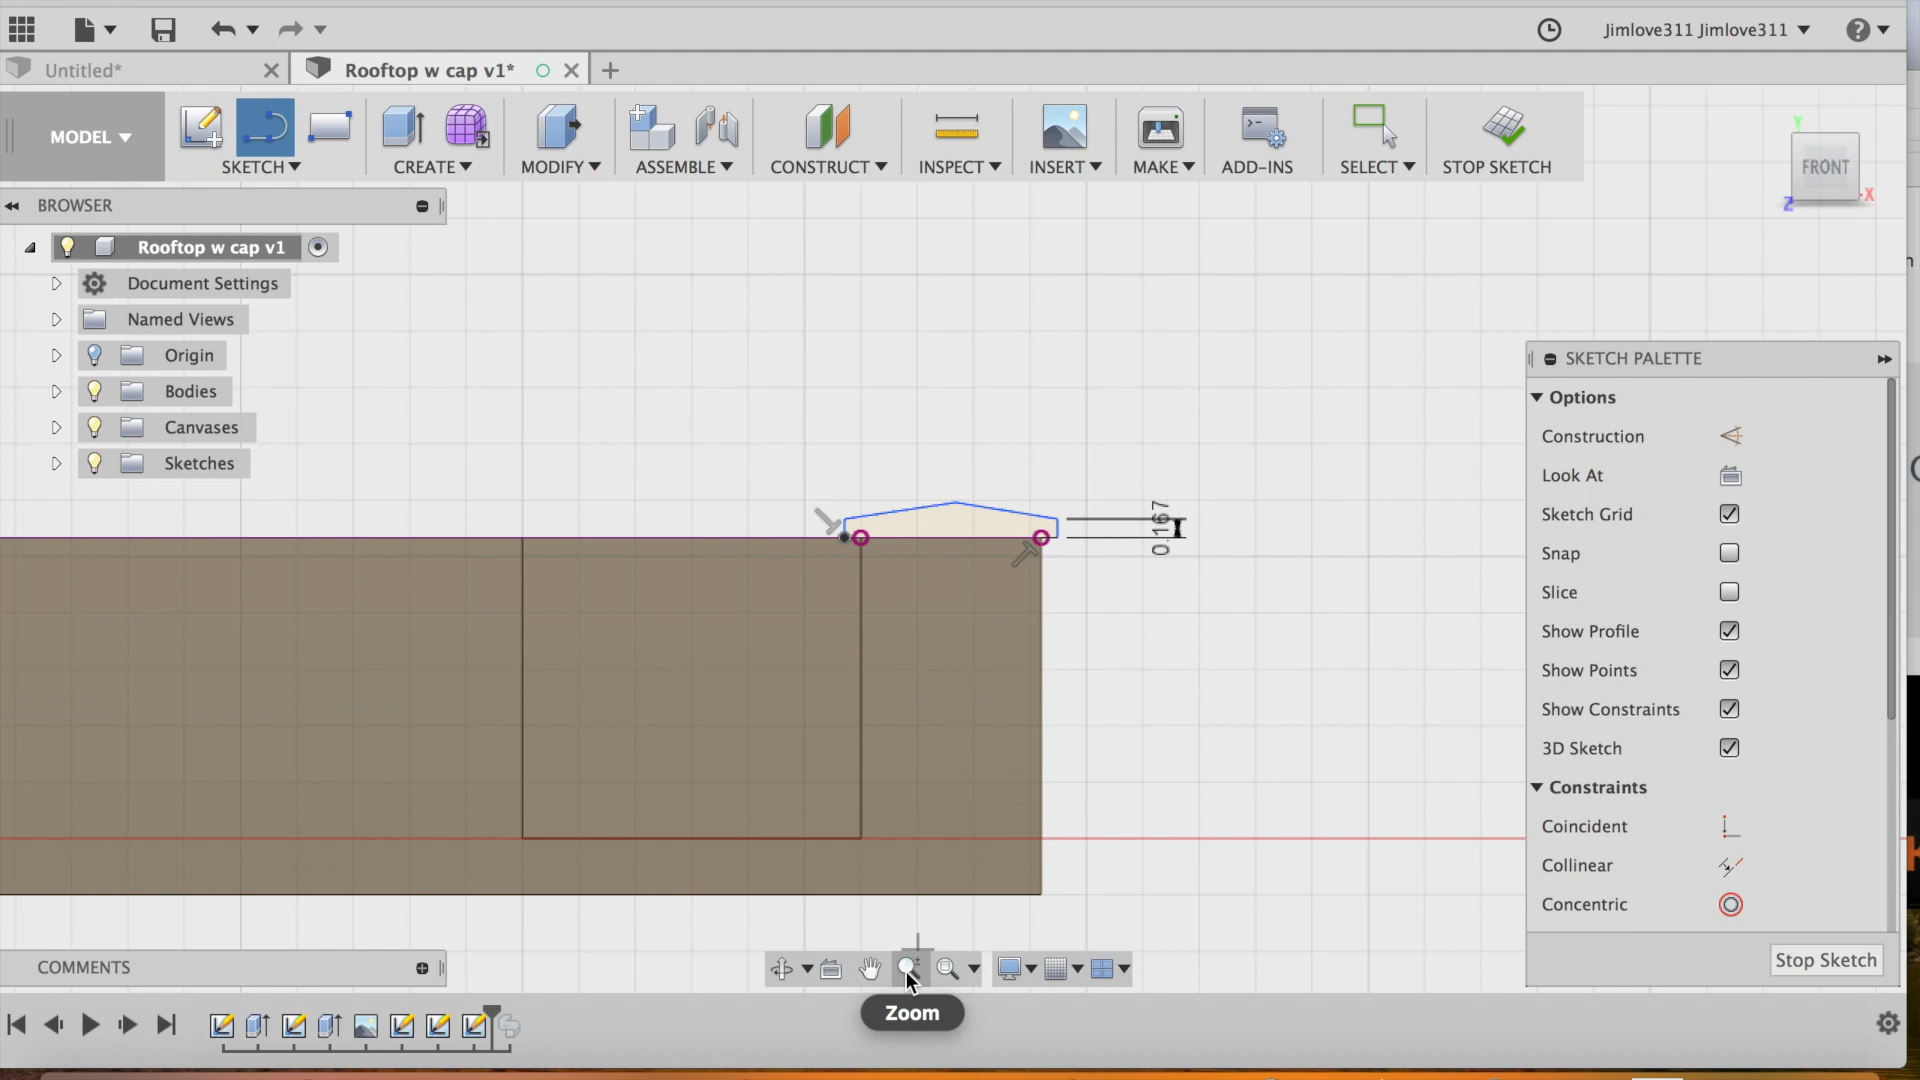 Jimlove311 Jimlove311
Untitled*
Rooftop w cap v1*
MODEL
SKETCH
CREATE
MODIFY
ASSEMBLE
CONSTRUCT
INSPECT
INSERT
MAKE
ADD-INS
SELECT
STOP SKETCH
Y
FRONT
X
Z
BROWSER
Rooftop w cap v1
Document Settings
Named Views
Origin
Bodies
Canvases
Sketches
0.167
SKETCH PALETTE
Options
Construction
Look At
Sketch Grid
Snap
Slice
Show Profile
Show Points
Show Constraints
3D Sketch
Constraints
Coincident
Collinear
Concentric
Stop Sketch
COMMENTS
Zoom